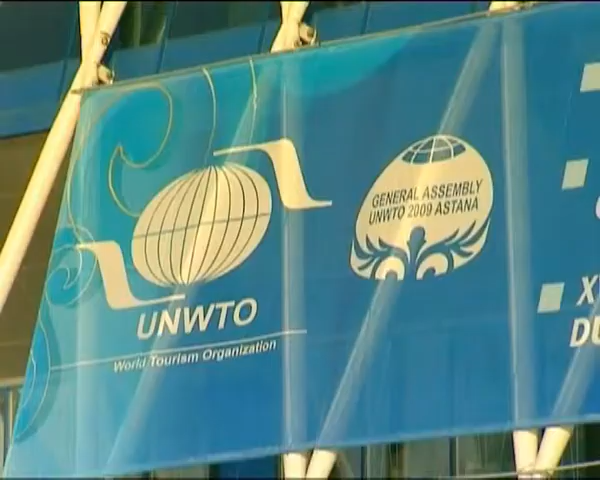 UNWTO
World Tourism Organization
GENERAL ASSEMBLY
UNWTO 2009 ASTANA